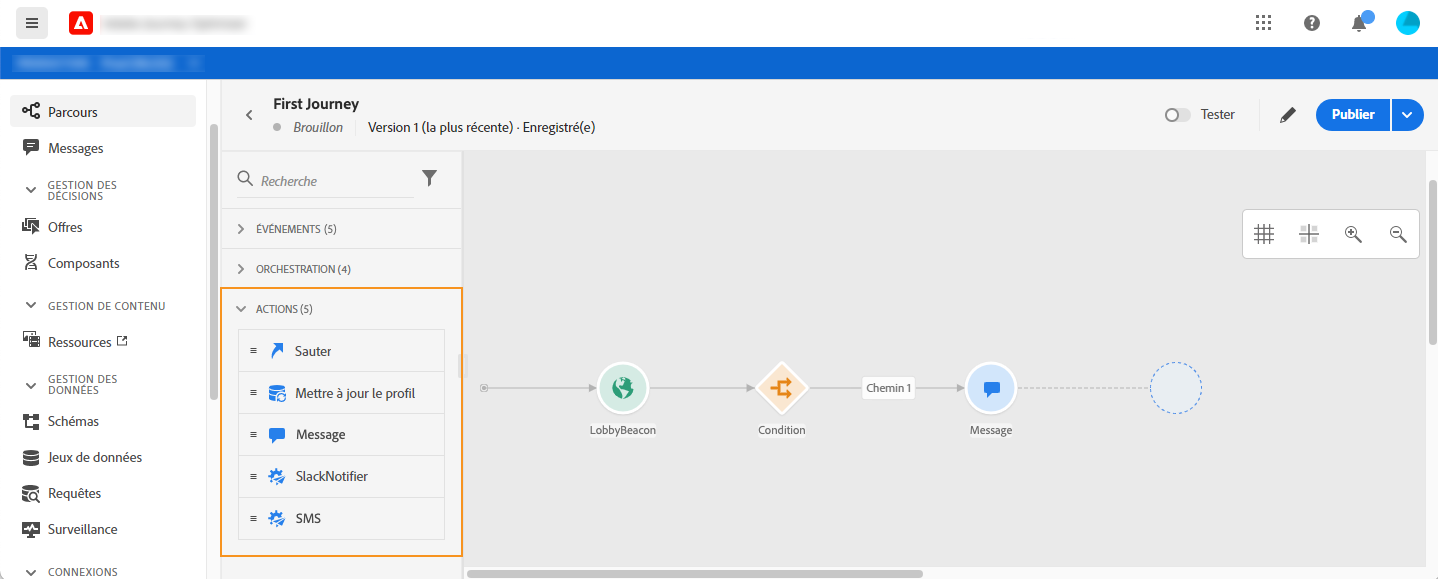 First Journey
Brouillon
Version 1 (la plus récente) · Enregistré(e)
Tester
Publier
Parcours
Messages
GESTION DES
DÉCISIONS
Offres
Composants
GESTION DE CONTENU
Ressources
GESTION DES
DONNÉES
Schémas
Jeux de données
Requêtes
Surveillance
CONNEXIONS
Recherche
ÉVÉNEMENTS (5)
ORCHESTRATION (4)
ACTIONS (5)
Sauter
Mettre à jour le profil
Message
SlackNotifier
SMS
LobbyBeacon
Condition
Chemin 1
Message